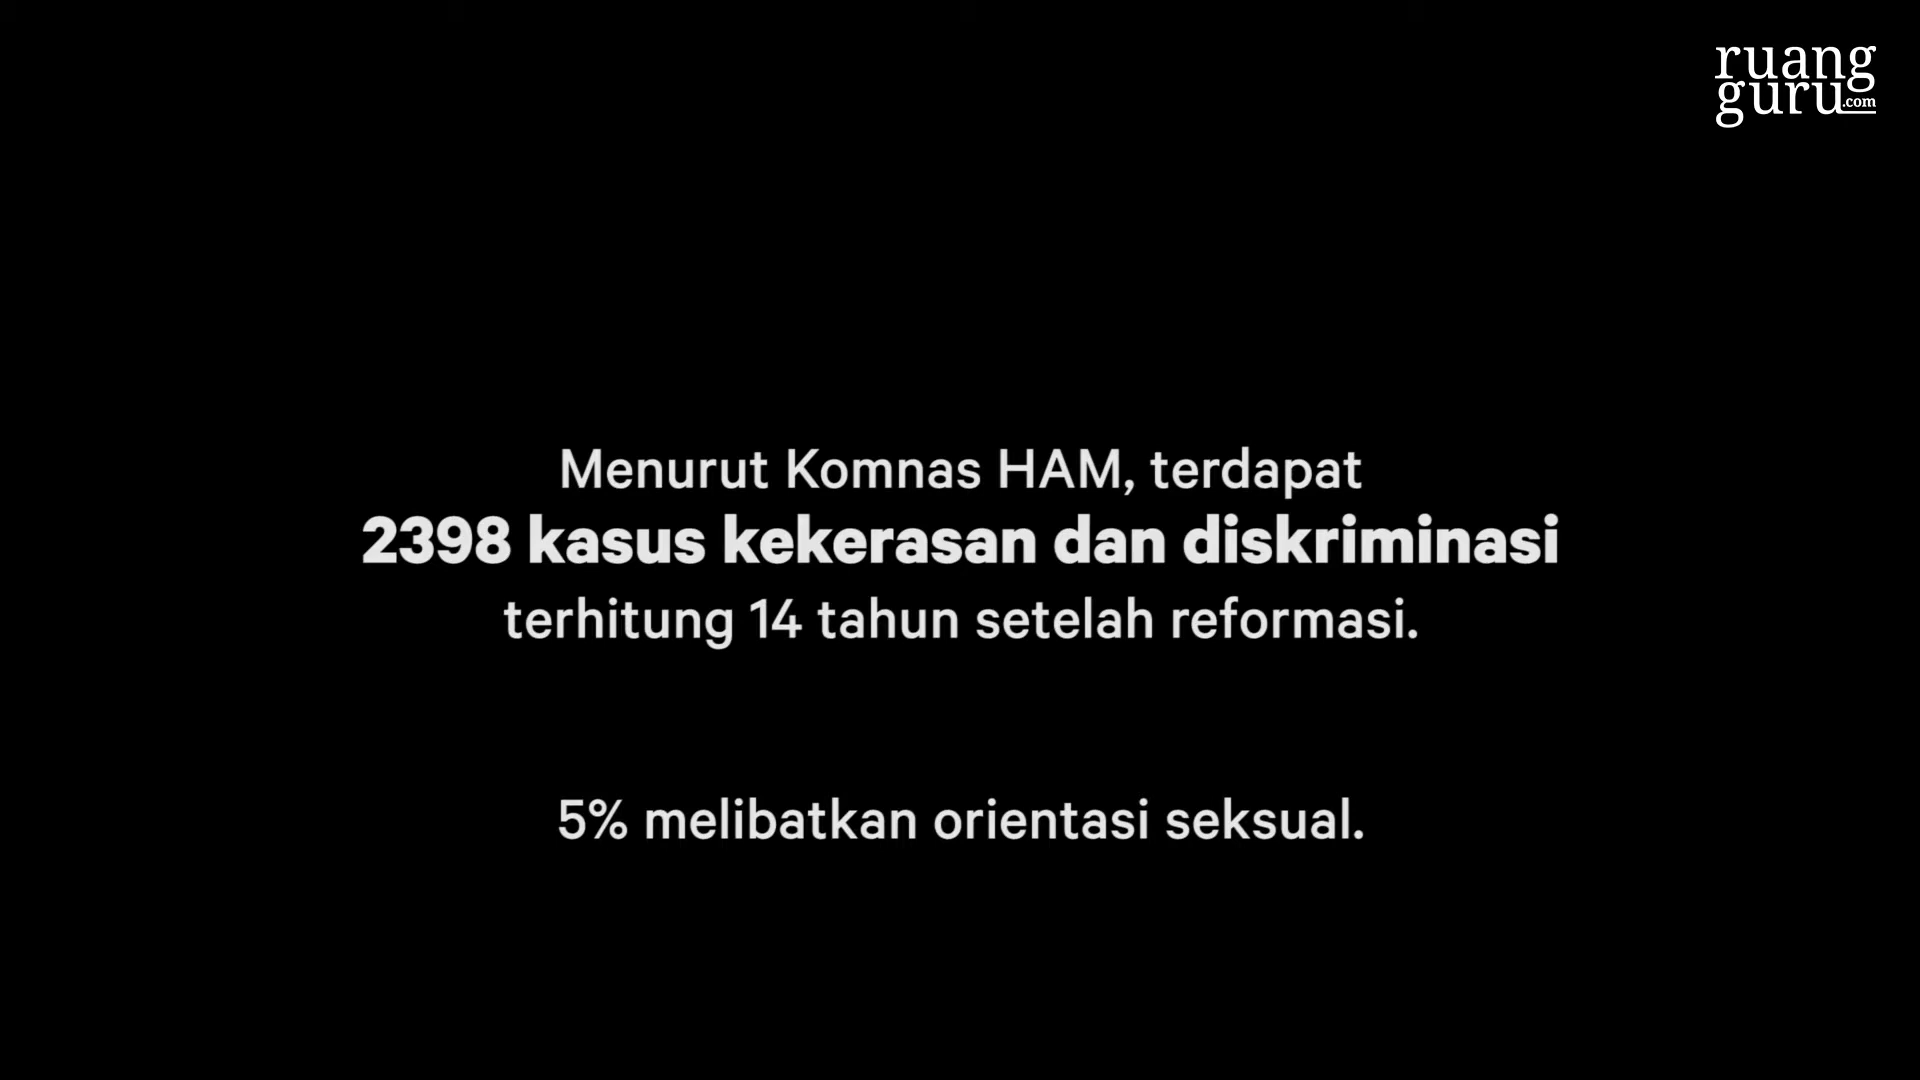 ruang
guru.com
Menurut Komnas HAM, terdapat
2398 kasus kekerasan dan diskriminasi
terhitung 14 tahun setelah reformasi.
5% melibatkan orientasi seksual.